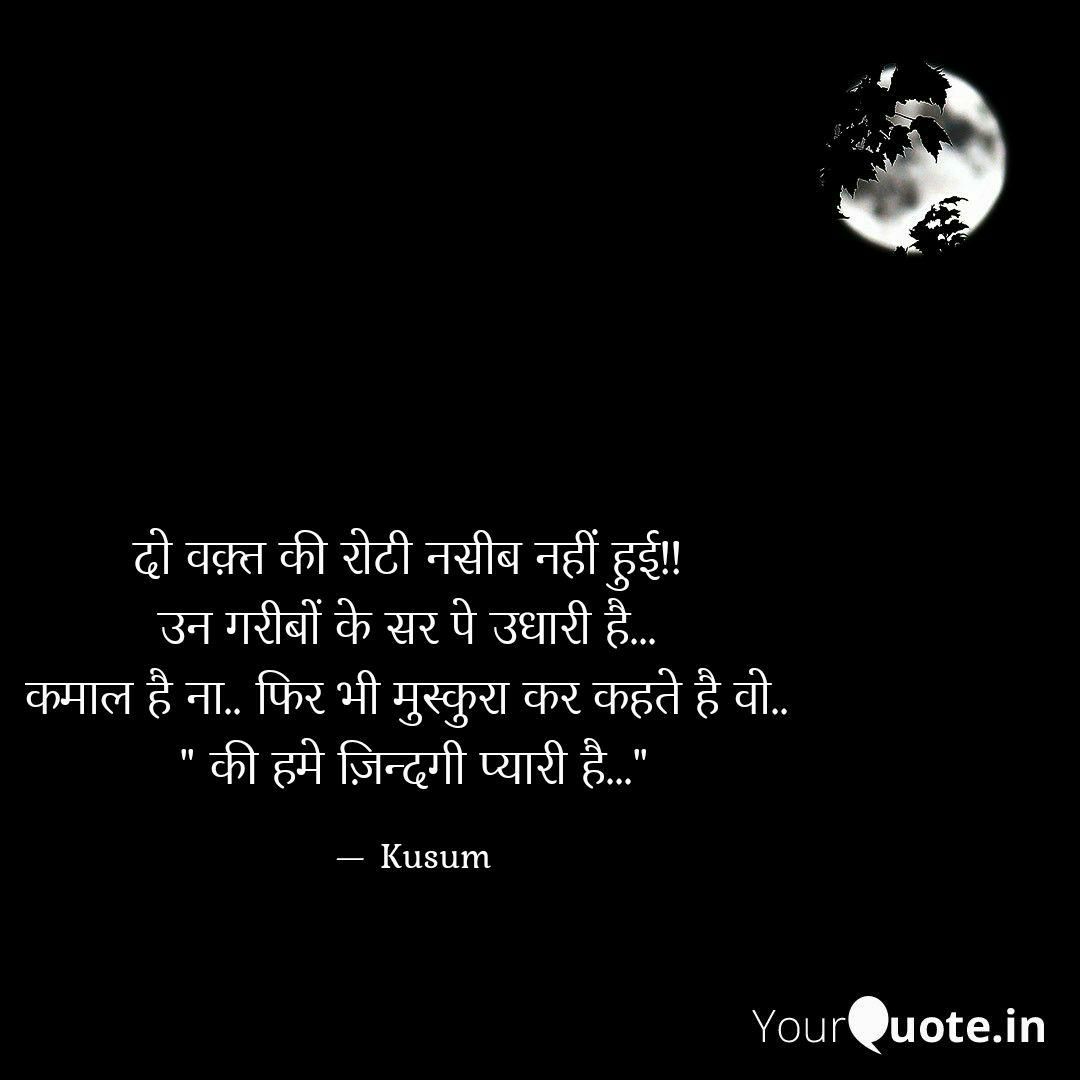 दो वक़्त की रोटी नसीब नहीं हुई!!
उन गरीबों के सर पे उधारी है...
कमाल है ना.. फिर भी मुस्कुरा कर कहते है वो..
" की हमे ज़िन्दगी प्यारी है..."
— Kusum
YourQuote.in